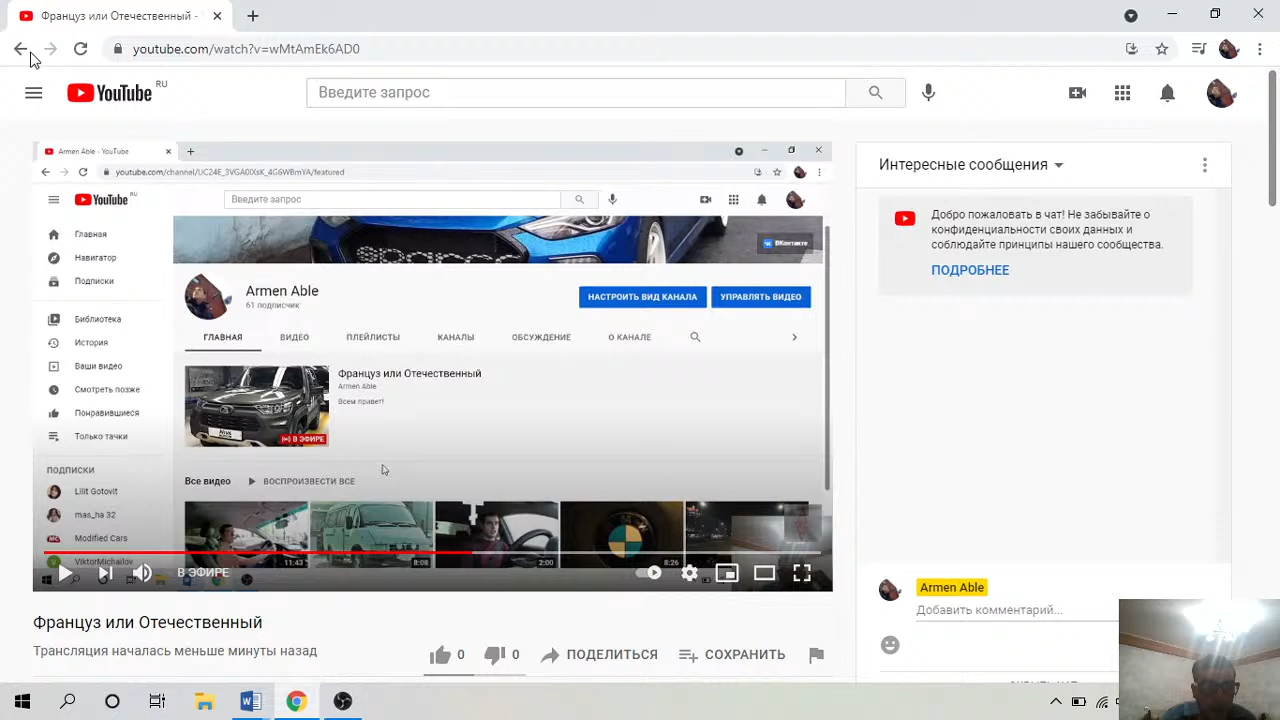 Француз или Отечественный -
youtube.com/watch?v=wMtAmEk6AD0
YouTube RU
Введите запрос
Armen Able - YouTube
youtube.com/channel/UC24E_3VGA0IXsK_4G6WBmYA/featured
YouTube RU
Введите запрос
Главная
Навигатор
Подписки
Библиотека
История
Ваши видео
Смотреть позже
Понравившиеся
Только тачки
ПОДПИСКИ
Lilit Gotovit
mas_ha 32
Modified Cars
ViktorMichailov
ВКонтакте
Armen Able
61 подписчик
НАСТРОИТЬ ВИД КАНАЛА
УПРАВЛЯТЬ ВИДЕО
ГЛАВНАЯ ВИДЕО ПЛЕЙЛИСТЫ КАНАЛЫ ОБСУЖДЕНИЕ О КАНАЛЕ
Француз или Отечественный
Armen Able
Всем привет!
В ЭФИРЕ
Все видео ВОСПРОИЗВЕСТИ ВСЕ
11:43 8:08 2:00 8:26
В ЭФИРЕ
Француз или Отечественный
Трансляция началась меньше минуты назад
0 0 ПОДЕЛИТЬСЯ СОХРАНИТЬ
Интересные сообщения
Добро пожаловать в чат! Не забывайте о
конфиденциальности своих данных и
соблюдайте принципы нашего сообщества.
ПОДРОБНЕЕ
Armen Able
Добавить комментарий...